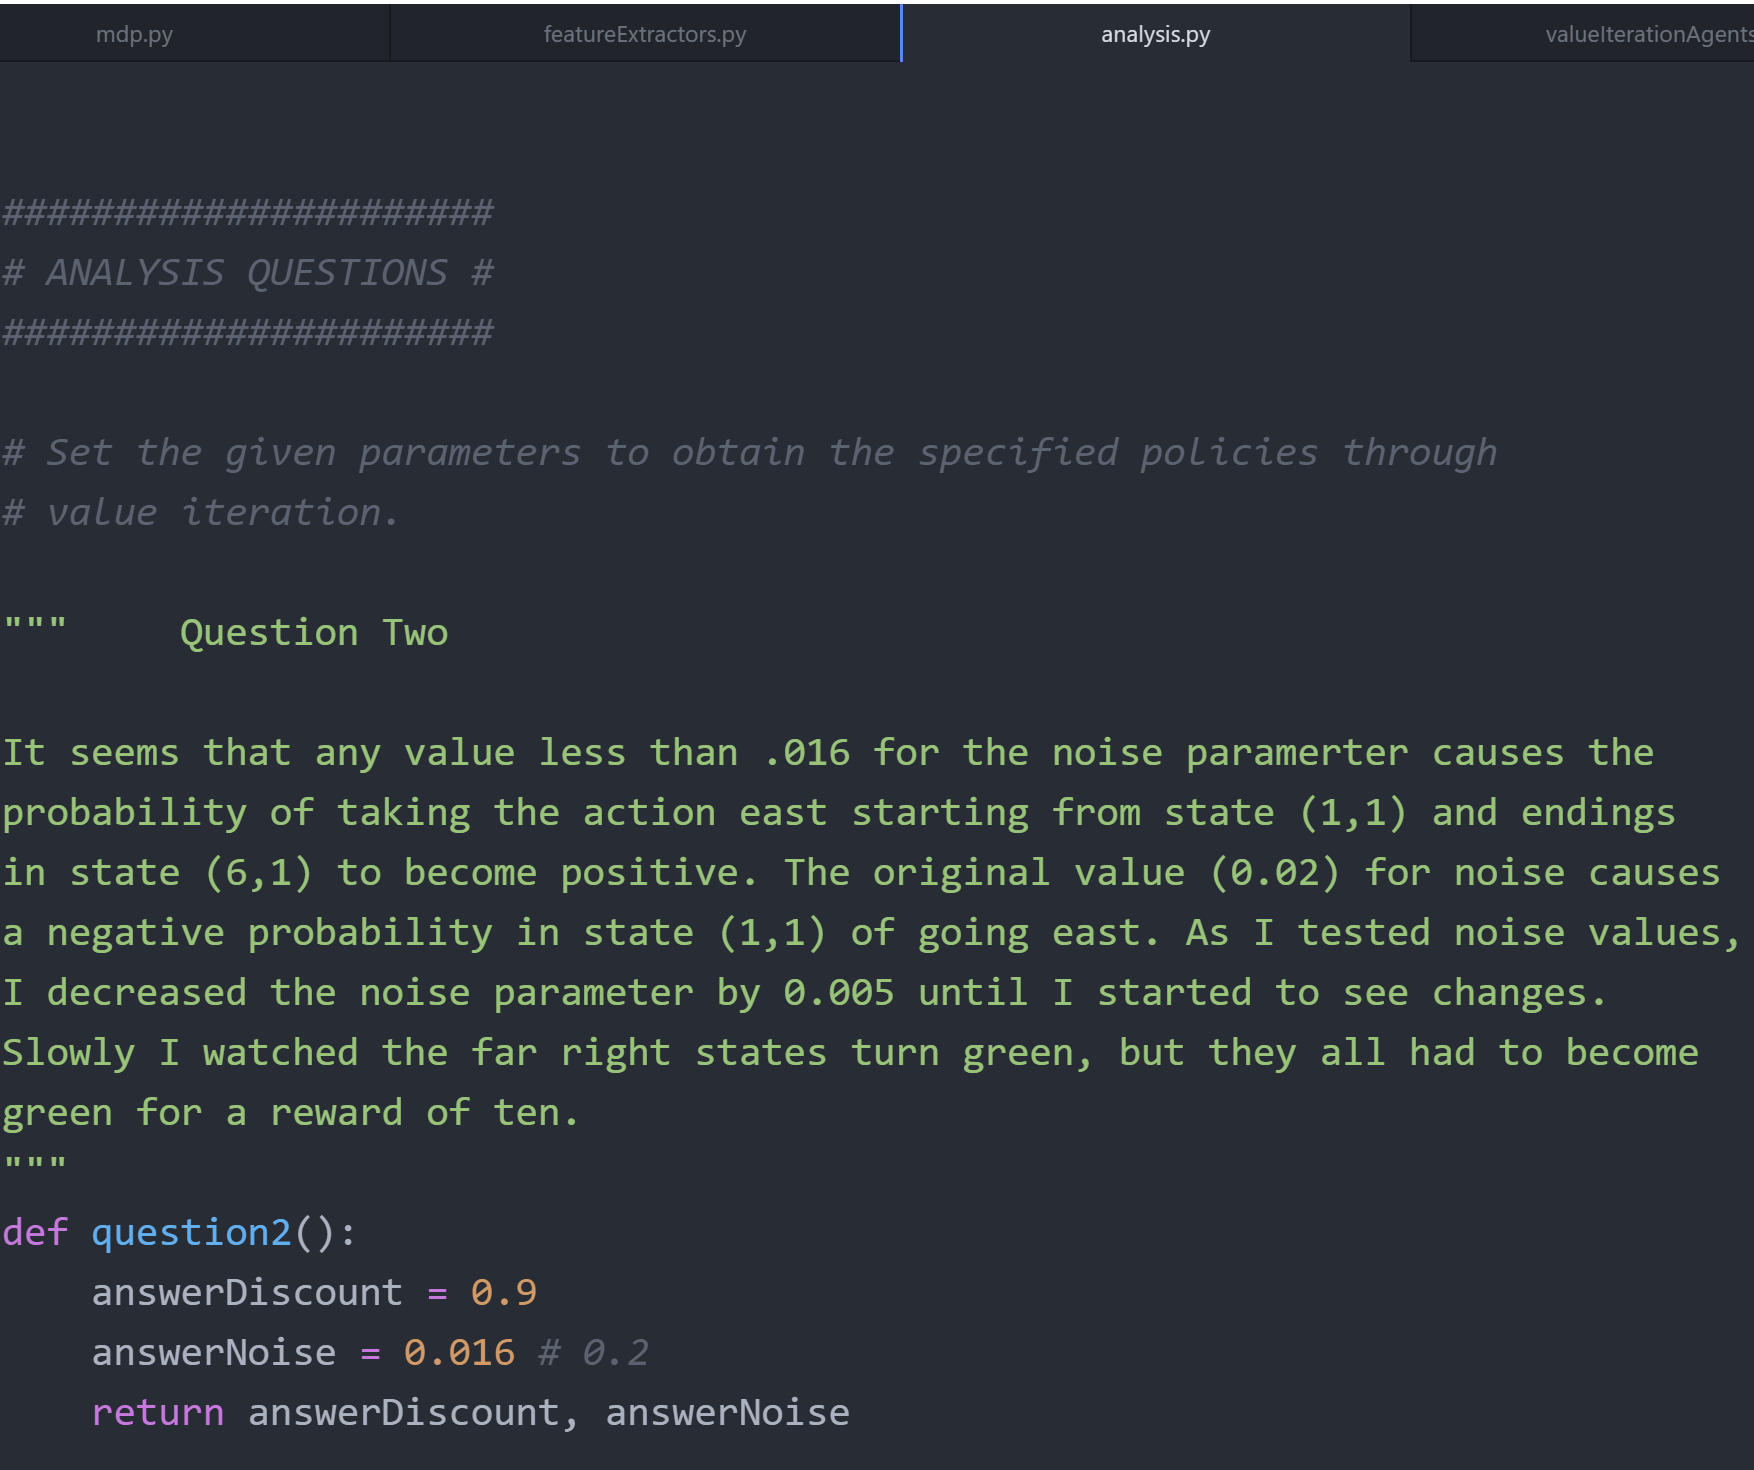 mdp.py featureExtractors.py analysis.py valueIterationAgents
######################
# ANALYSIS QUESTIONS #
######################
# Set the given parameters to obtain the specified policies through
# value iteration.
""" Question Two
It seems that any value less than .016 for the noise paramerter causes the
probability of taking the action east starting from state (1,1) and endings
in state (6,1) to become positive. The original value (0.02) for noise causes
a negative probability in state (1,1) of going east. As I tested noise values,
I decreased the noise parameter by 0.005 until I started to see changes.
Slowly I watched the far right states turn green, but they all had to become
green for a reward of ten.
"""
def question2():
    answerDiscount = 0.9
    answerNoise = 0.016 # 0.2
    return answerDiscount, answerNoise